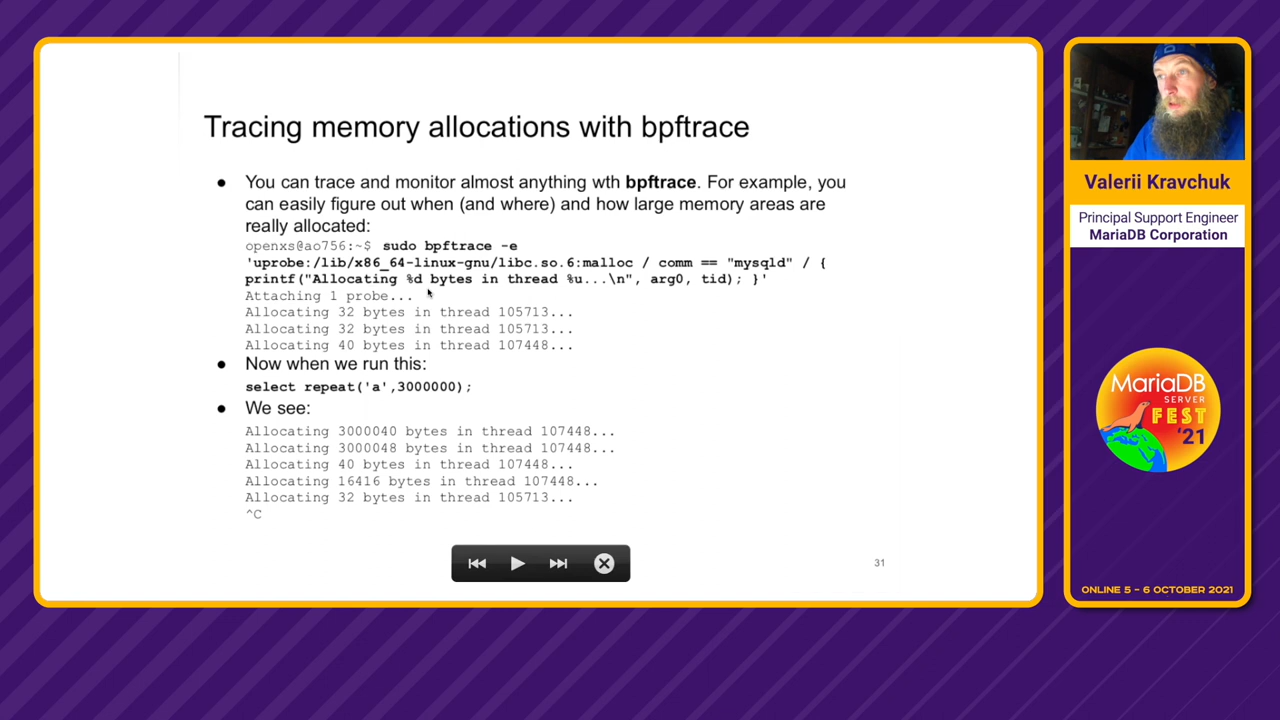 Tracing memory allocations with bpftrace
● You can trace and monitor almost anything wth bpftrace. For example, you
can easily figure out when (and where) and how large memory areas are
really allocated:
openxs@ao756:~$ sudo bpftrace -e
'uprobe:/lib/x86_64-linux-gnu/libc.so.6:malloc / comm == "mysqld" / {
printf("Allocating %d bytes in thread %u...\n", arg0, tid); }'
Attaching 1 probe...
Allocating 32 bytes in thread 105713...
Allocating 32 bytes in thread 105713...
Allocating 40 bytes in thread 107448...
● Now when we run this:
select repeat('a',3000000);
● We see:
Allocating 3000040 bytes in thread 107448...
Allocating 3000048 bytes in thread 107448...
Allocating 40 bytes in thread 107448...
Allocating 16416 bytes in thread 107448...
Allocating 32 bytes in thread 105713...
^C
31
Valerii Kravchuk
Principal Support Engineer
MariaDB Corporation
MariaDB
SERVER
FEST
'21
ONLINE 5 – 6 OCTOBER 2021